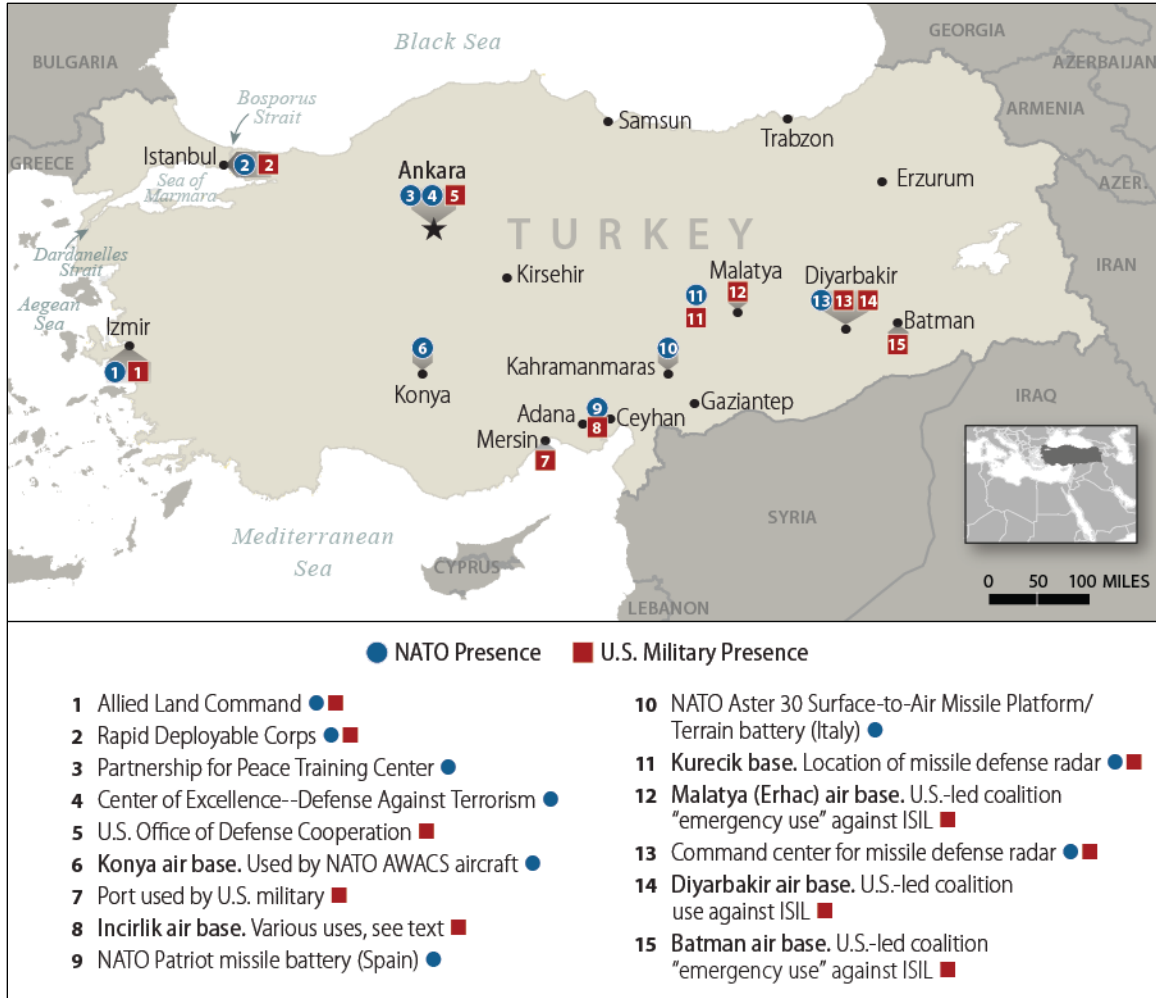 Black Sea
GEORGIA
BULGARIA
AZERBAIJAN
Bosporus
Strait
ARMENIA
Samsun
Trabzon
GREECE
Istanbul
2 2
Sea of
Marmara
Ankara
3 4 5
Erzurum
AZER.
TURKEY
Dardanelles
Strait
IRAN
Kirsehir
Malatya
12
Diyarbakir
13 13 14
11
11
Aegean
Sea
Izmir
1 1
Batman
15
6
Konya
10
Kahramanmaras
Gaziantep
9
Adana
8
Ceyhan
Mersin
7
IRAQ
SYRIA
Mediterranean
Sea
CYPRUS
LEBANON
0 50 100 MILES
NATO Presence
U.S. Military Presence
1 Allied Land Command
2 Rapid Deployable Corps
3 Partnership for Peace Training Center
4 Center of Excellence--Defense Against Terrorism
5 U.S. Office of Defense Cooperation
6 Konya air base. Used by NATO AWACS aircraft
7 Port used by U.S. military
8 Incirlik air base. Various uses, see text
9 NATO Patriot missile battery (Spain)
10 NATO Aster 30 Surface-to-Air Missile Platform/
Terrain battery (Italy)
11 Kurecik base. Location of missile defense radar
12 Malatya (Erhac) air base. U.S.-led coalition
"emergency use" against ISIL
13 Command center for missile defense radar
14 Diyarbakir air base. U.S.-led coalition
use against ISIL
15 Batman air base. U.S.-led coalition
"emergency use" against ISIL